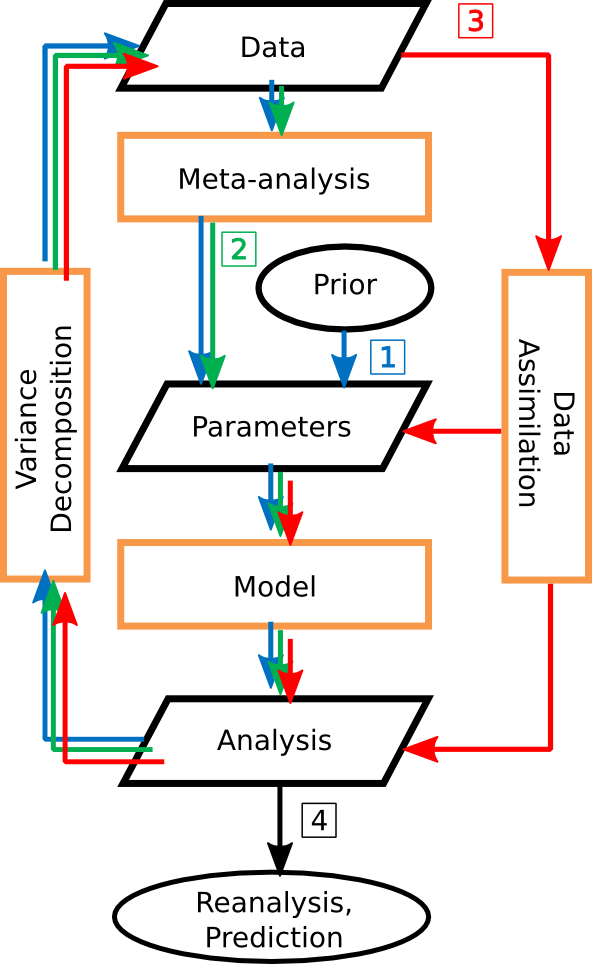 3
Data
Meta-analysis
2
Prior
1
Variance
Decomposition
Data
Assimilation
Parameters
Model
Analysis
4
Reanalysis,
Prediction